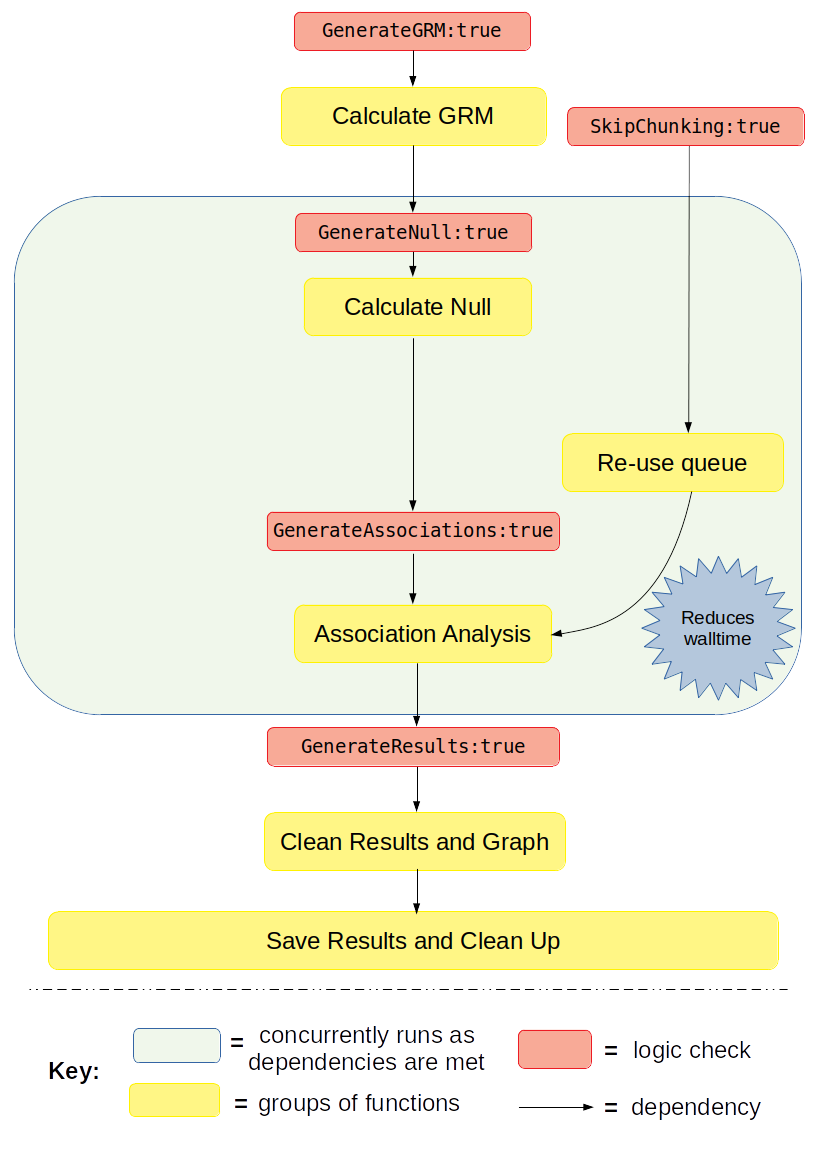 GenerateGRM:true
Calculate GRM
SkipChunking:true
GenerateNull:true
Calculate Null
Re-use queue
GenerateAssociations:true
Association Analysis
Reduces
walltime
GenerateResults:true
Clean Results and Graph
Save Results and Clean Up
Key:
= concurrently runs as
dependencies are met
= logic check
= groups of functions
= dependency